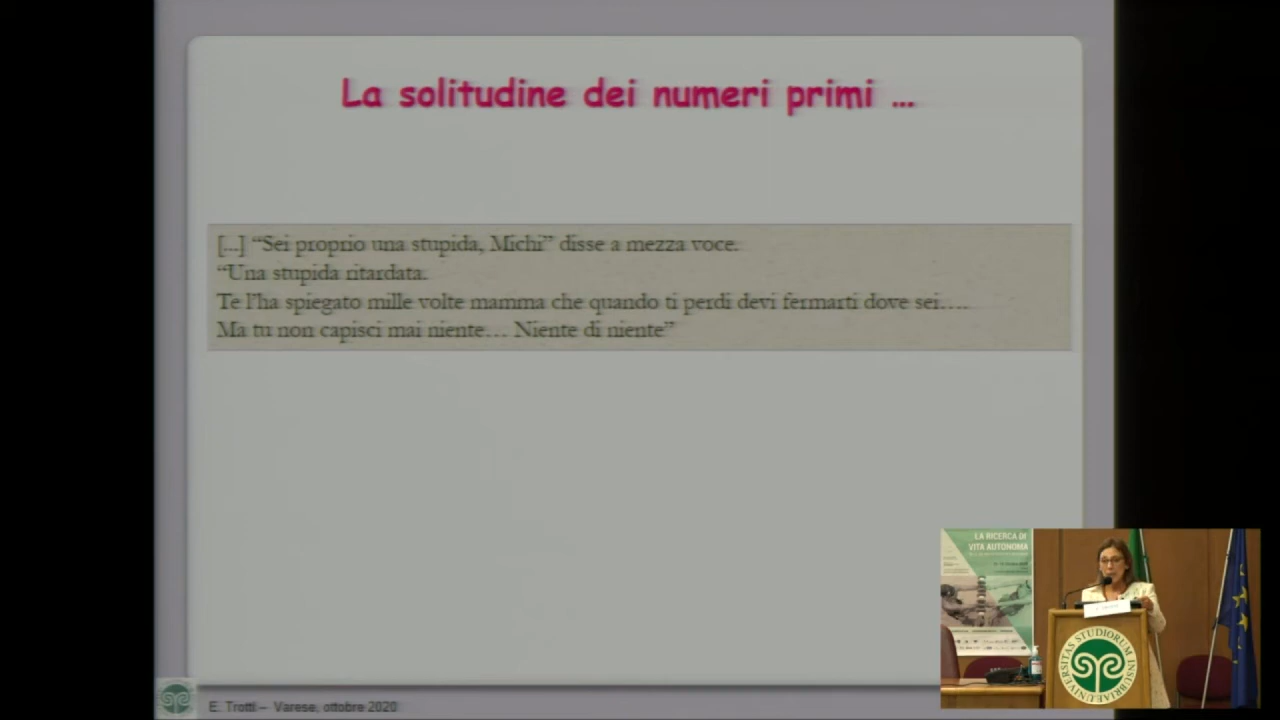 La solitudine dei numeri primi ...
[...] “Sei proprio una stupida, Michi” disse a mezza voce.
“Una stupida ritardata.
Te l’ha spiegato mille volte mamma che quando ti perdi devi fermarti dove sei….
Ma tu non capisci mai niente… Niente di niente”
LA RICERCA DI
VITA AUTONOMA
UNIVERSITAS STUDIORUM INSUBRIAE
E. Trotti – Varese, ottobre 2020